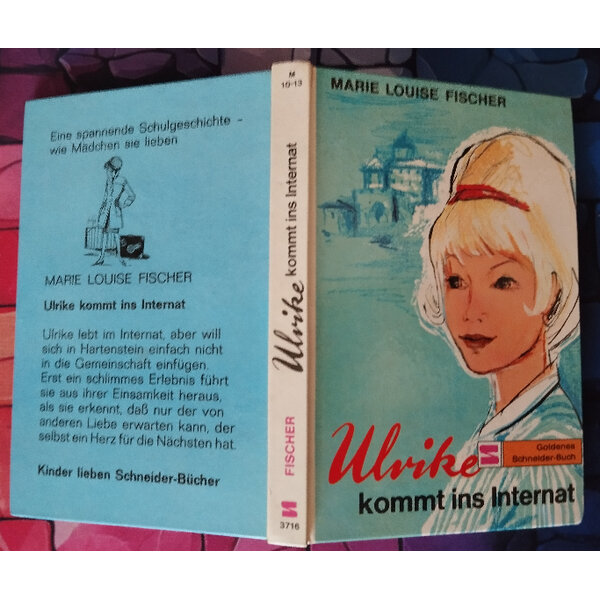 Eine spannende Schulgeschichte -
wie Mädchen sie lieben
MARIE LOUISE FISCHER
Ulrike kommt ins Internat
Ulrike lebt im Internat, aber will
sich in Hartenstein einfach nicht
in die Gemeinschaft einfügen.
Erst ein schlimmes Erlebnis führt
sie aus ihrer Einsamkeit heraus,
als sie erkennt, daß nur der von
anderen Liebe erwarten kann, der
selbst ein Herz für die Nächsten hat.
Kinder lieben Schneider-Bücher
M
10-13
Ulrike kommt ins Internat
FISCHER
3716
MARIE LOUISE FISCHER
Ulrike
Goldenes
Schneider-Buch
kommt ins Internat